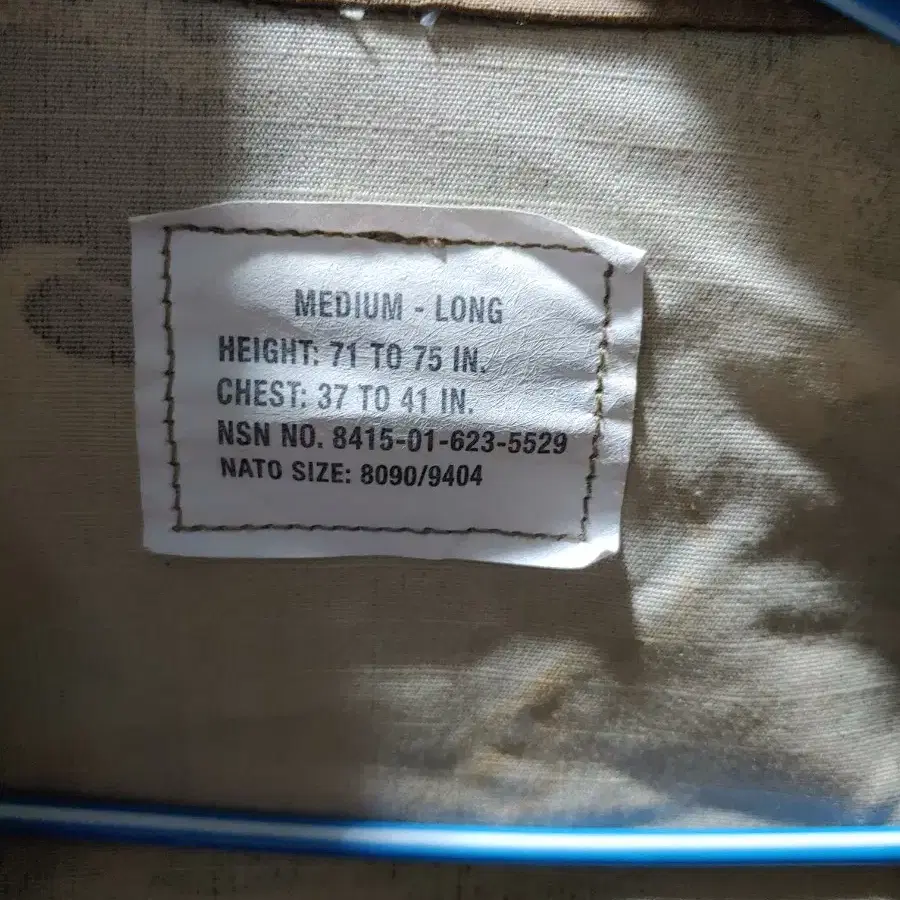 MEDIUM - LONG
HEIGHT: 71 TO 75 IN.
CHEST: 37 TO 41 IN.
NSN NO. 8415-01-623-5529
NATO SIZE: 8090/9404